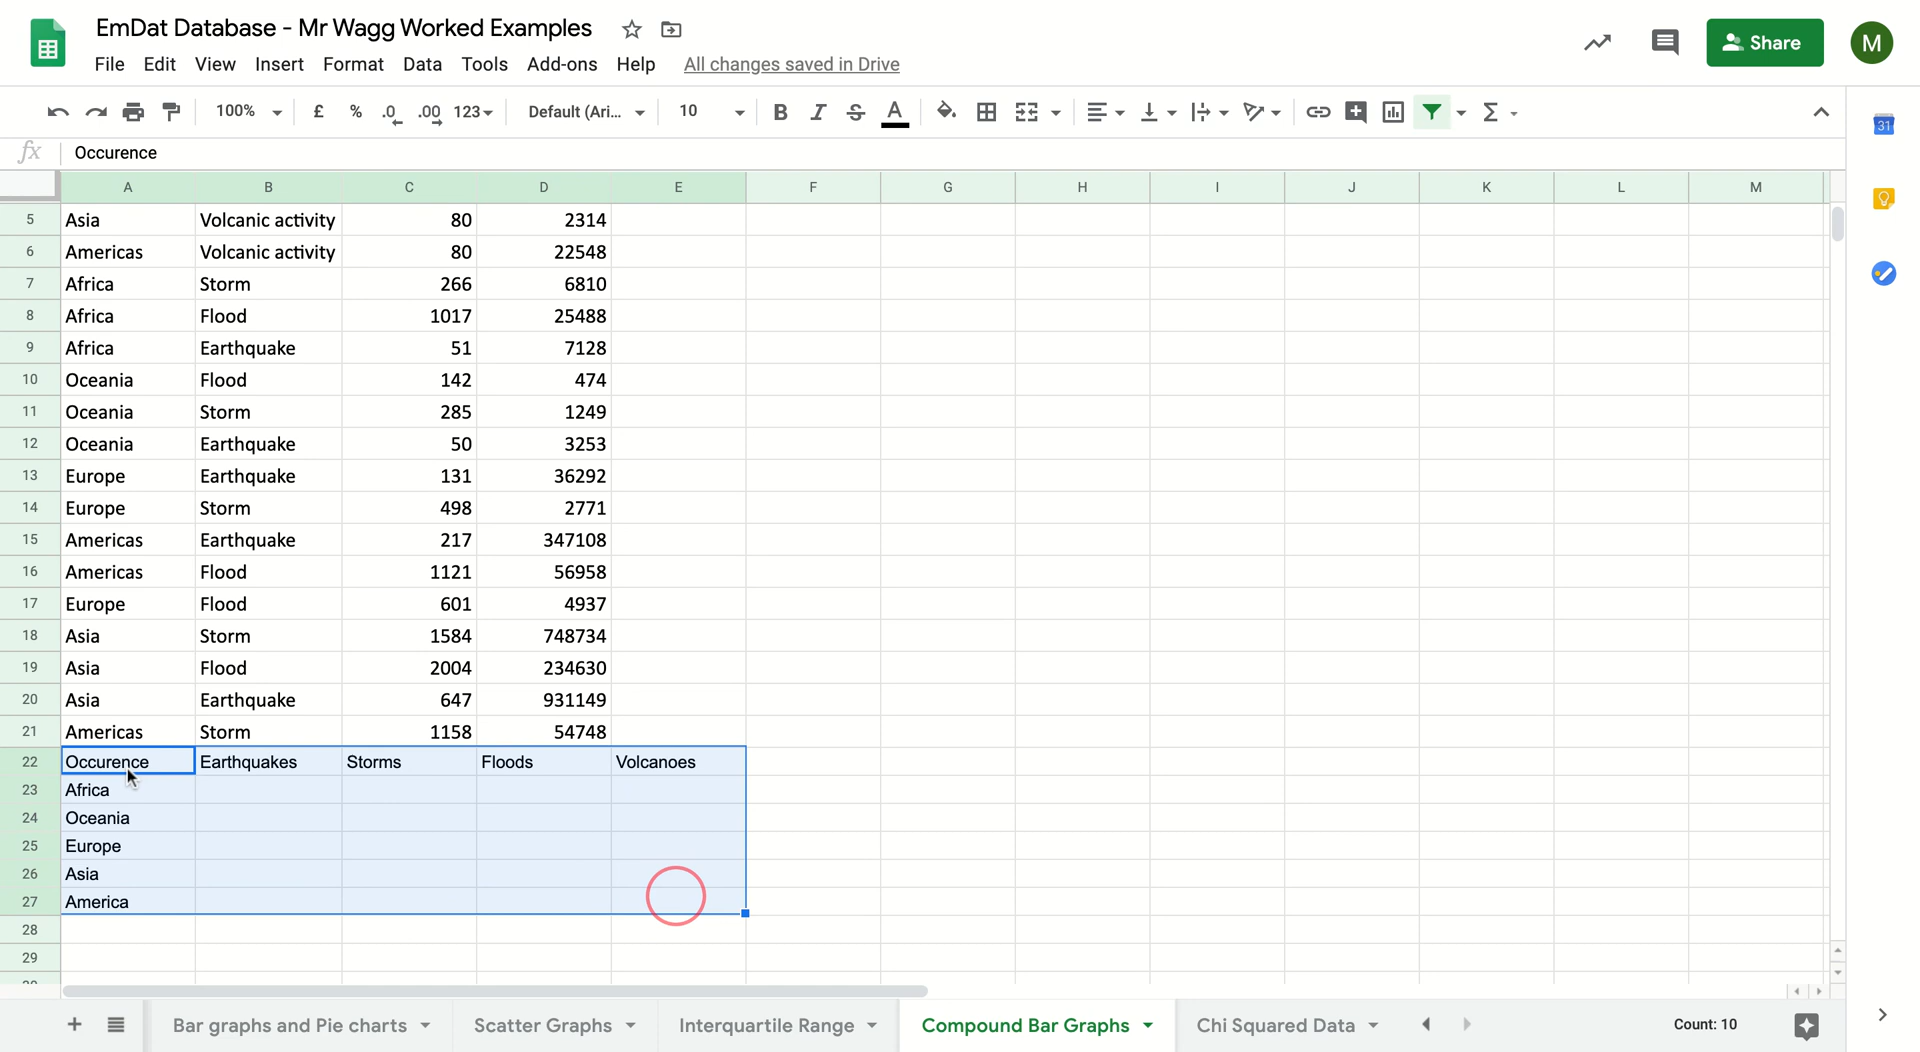 EmDat Database - Mr Wagg Worked Examples
File Edit View Insert Format Data Tools Add-ons Help All changes saved in Drive
Share
M
100% £ % .0 .00 123 Default (Ari... 10 B I S A Σ
fx Occurence
A B C D E F G H I J K L M
5 Asia Volcanic activity 80 2314
6 Americas Volcanic activity 80 22548
7 Africa Storm 266 6810
8 Africa Flood 1017 25488
9 Africa Earthquake 51 7128
10 Oceania Flood 142 474
11 Oceania Storm 285 1249
12 Oceania Earthquake 50 3253
13 Europe Earthquake 131 36292
14 Europe Storm 498 2771
15 Americas Earthquake 217 347108
16 Americas Flood 1121 56958
17 Europe Flood 601 4937
18 Asia Storm 1584 748734
19 Asia Flood 2004 234630
20 Asia Earthquake 647 931149
21 Americas Storm 1158 54748
22 Occurence Earthquakes Storms Floods Volcanoes
23 Africa
24 Oceania
25 Europe
26 Asia
27 America
28
29
Bar graphs and Pie charts Scatter Graphs Interquartile Range Compound Bar Graphs Chi Squared Data Count: 10
31